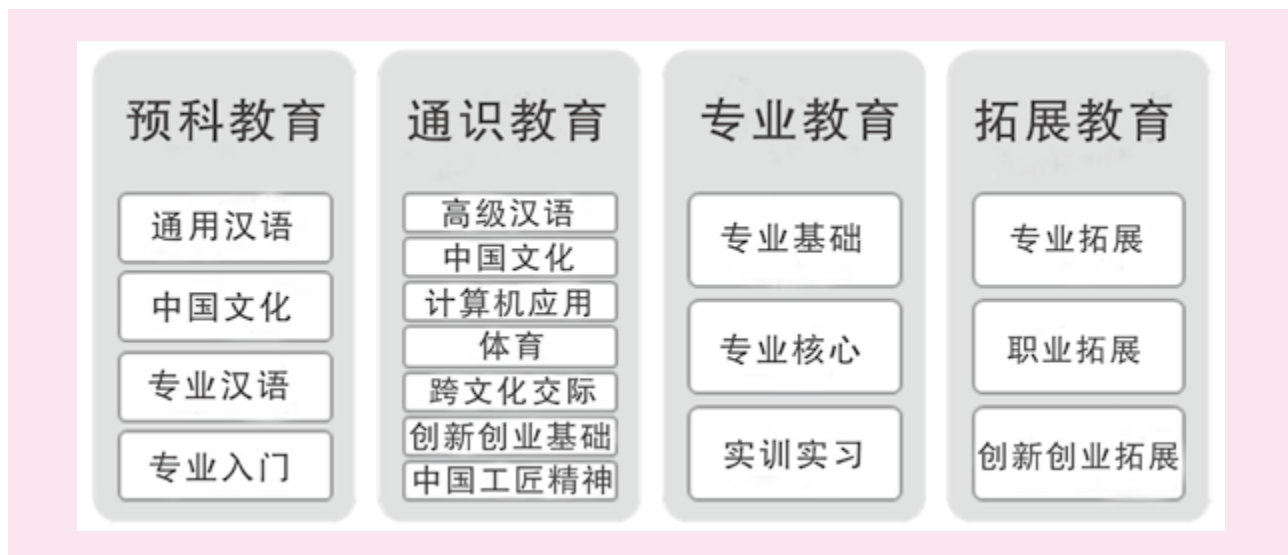 预科教育
通用汉语
中国文化
专业汉语
专业入门
通识教育
高级汉语
中国文化
计算机应用
体育
跨文化交际
创新创业基础
中国工匠精神
专业教育
专业基础
专业核心
实训实习
拓展教育
专业拓展
职业拓展
创新创业拓展